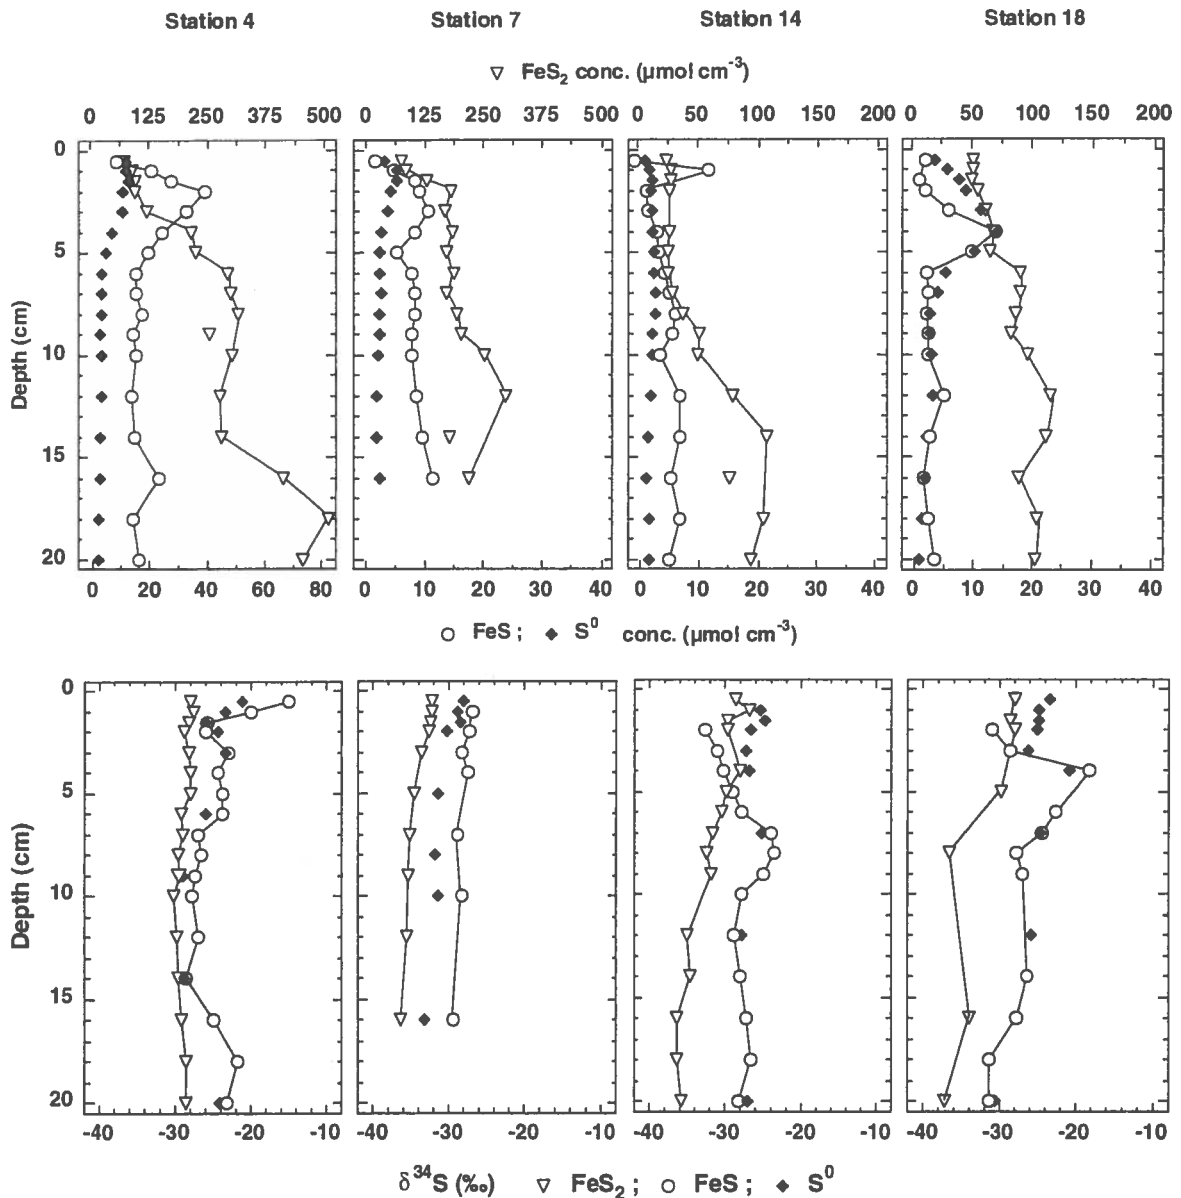 Station 4 Station 7 Station 14 Station 18
▽ FeS2 conc. (μmol cm-3)
0 125 250 375 500 0 125 250 375 500 0 50 100 150 200 0 50 100 150 200
0
5
Depth (cm)
10
15
20
0 20 40 60 80 0 10 20 30 40 0 10 20 30 40 0 10 20 30 40
○ FeS ; ◆ S0 conc. (μmol cm-3)
0
5
Depth (cm)
10
15
20
-40 -30 -20 -10 -40 -30 -20 -10 -40 -30 -20 -10 -40 -30 -20 -10
δ34S (‰) ▽ FeS2 ; ○ FeS ; ◆ S0